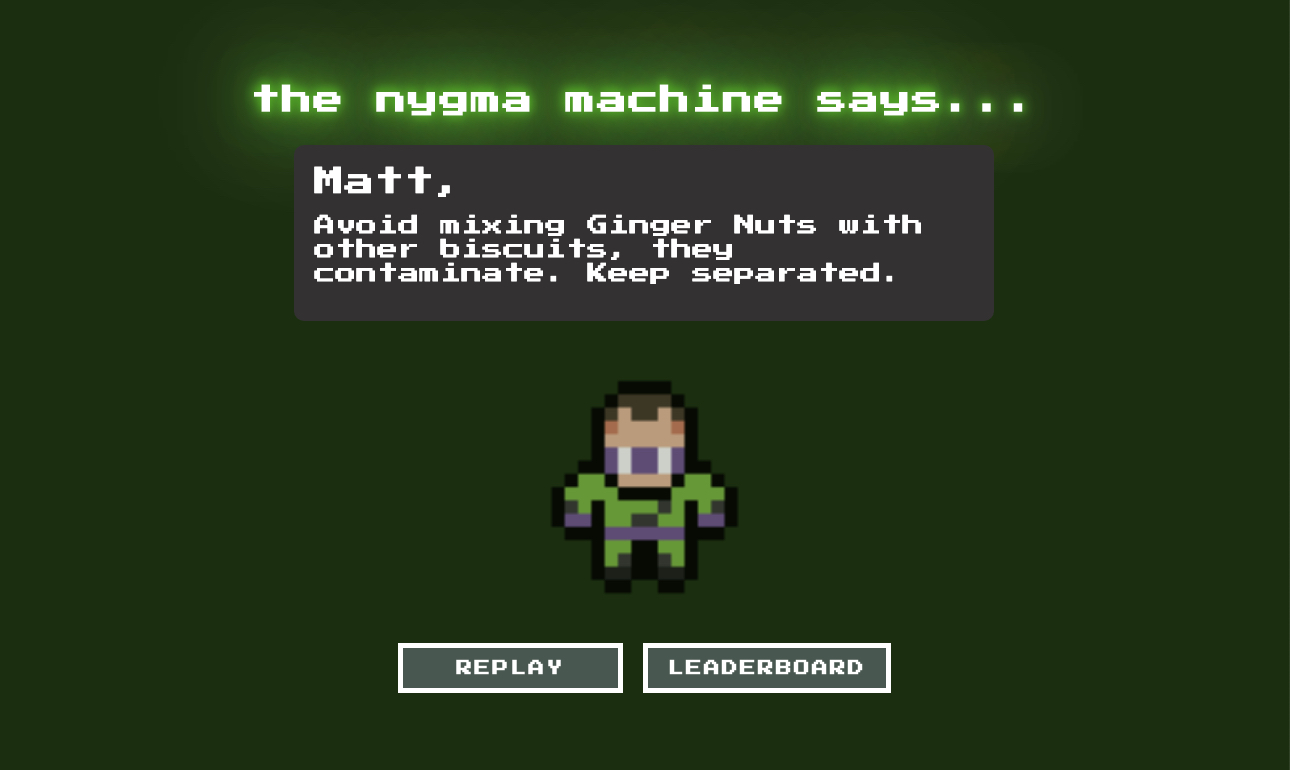 the nygma machine says...
Matt,
Avoid mixing Ginger Nuts with
other biscuits, they
contaminate. Keep separated.
REPLAY
LEADERBOARD